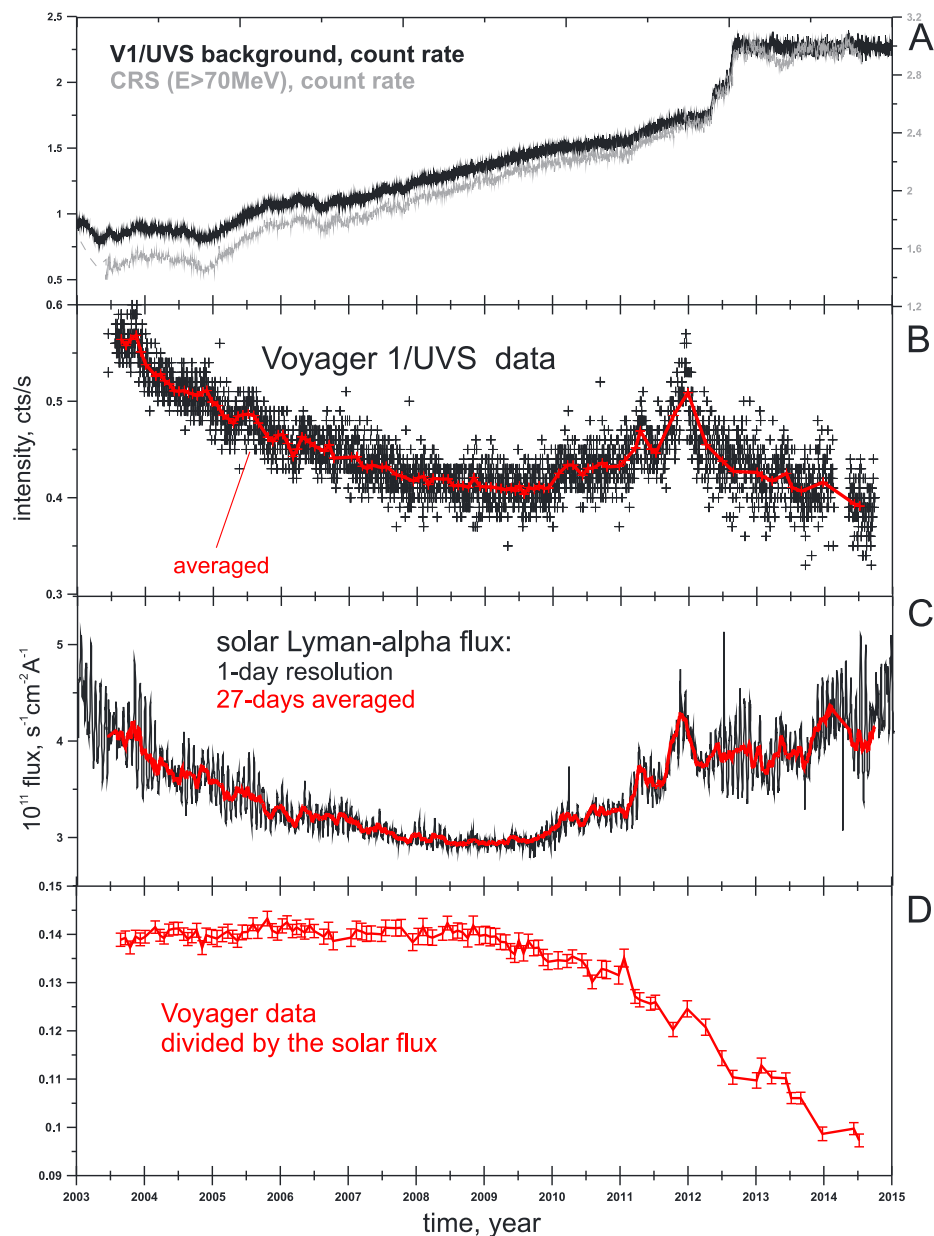 2.5
3.2
A
V1/UVS background, count rate
CRS (E>70MeV), count rate
2.8
2
2.4
1.5
2
1
1.6
0.5
1.2
0.6
B
Voyager 1/UVS data
0.5
intensity, cts/s
0.4
averaged
0.3
C
solar Lyman-alpha flux:
1-day resolution
27-days averaged
5
4
10¹¹ flux, s⁻¹cm⁻²A⁻¹
3
0.15
D
0.14
0.13
Voyager data
divided by the solar flux
0.12
0.11
0.1
0.09
2003 2004 2005 2006 2007 2008 2009 2010 2011 2012 2013 2014 2015
time, year